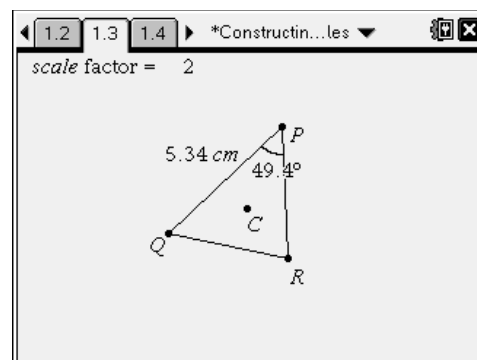 1.2 1.3 1.4 *Constructin...les
scale factor = 2
P
5.34 cm
49.4°
C
Q
R